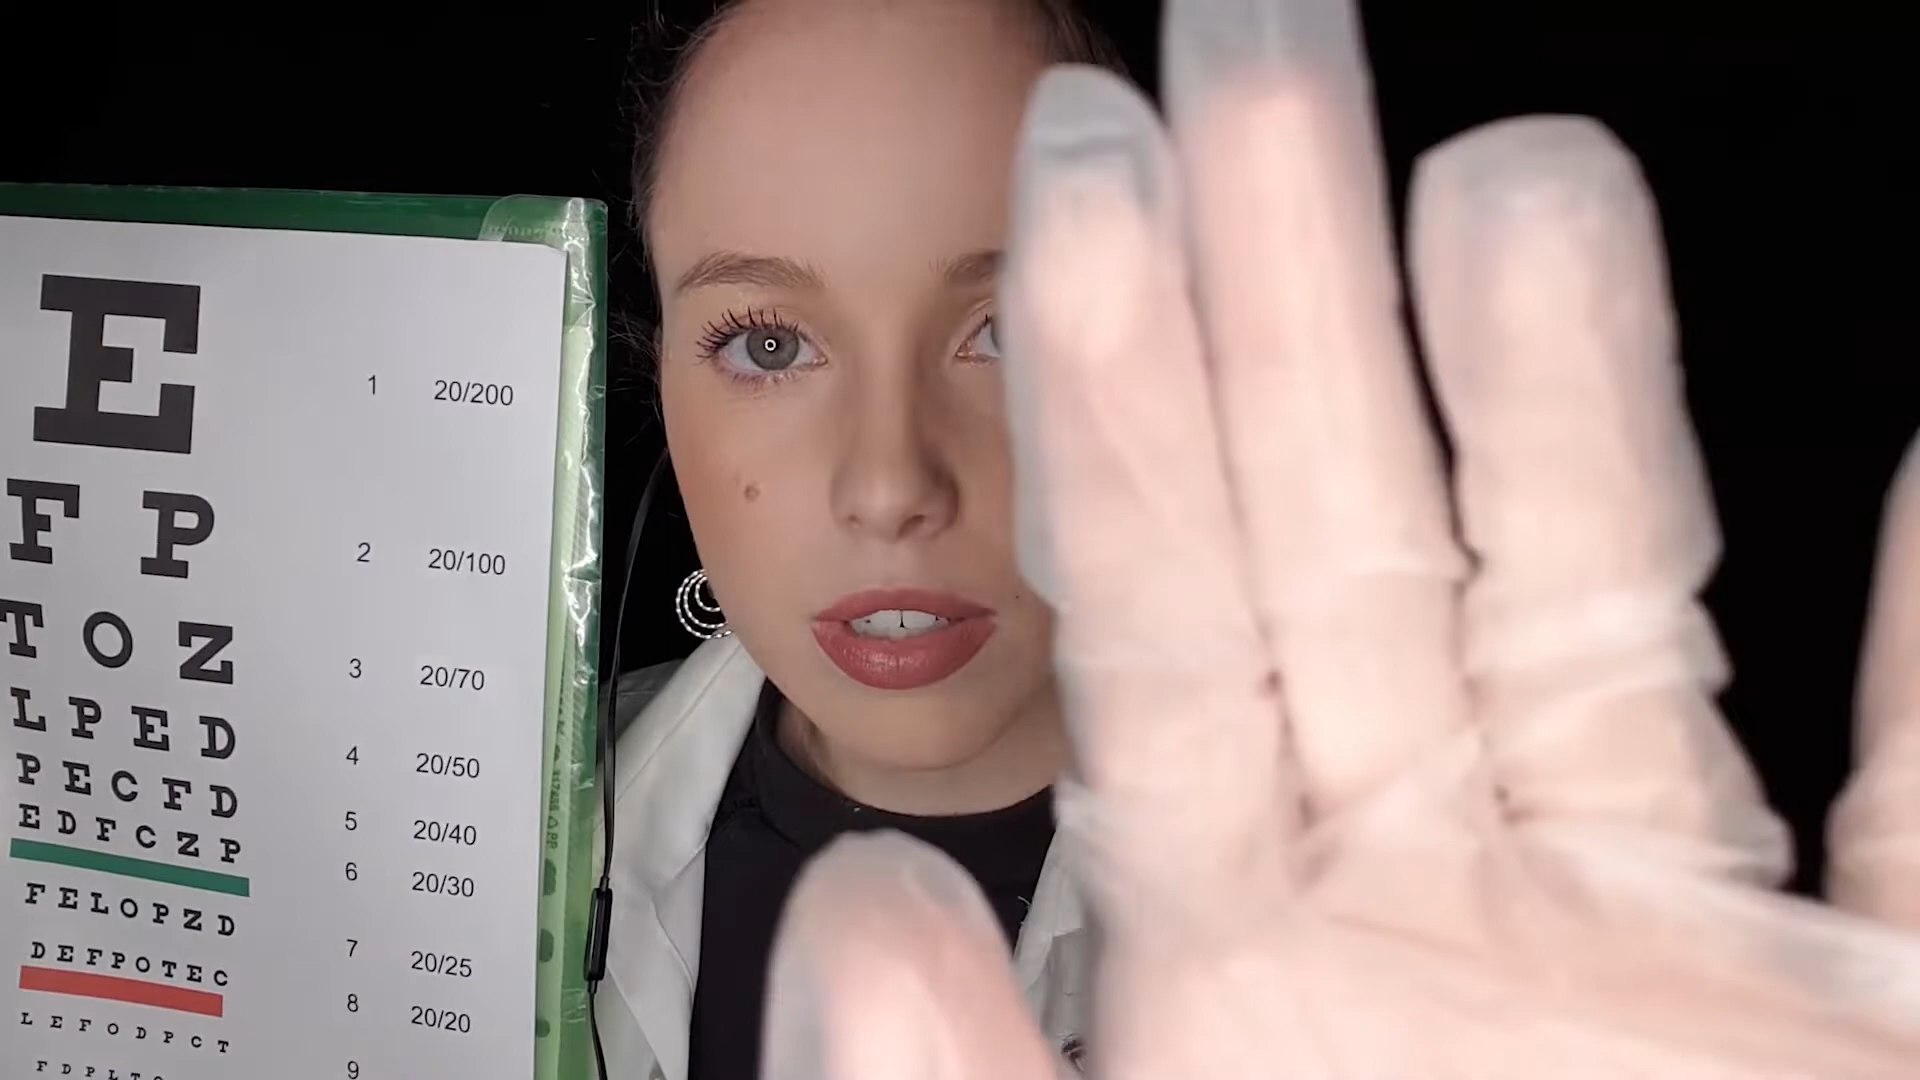 E 1 20/200
F P 2 20/100
T O Z 3 20/70
L P E D 4 20/50
P E C F D 5 20/40
E D F C Z P 6 20/30
F E L O P Z D 7 20/25
D E F P O T E C 8 20/20
L E F O D P C T 9
F D P L T